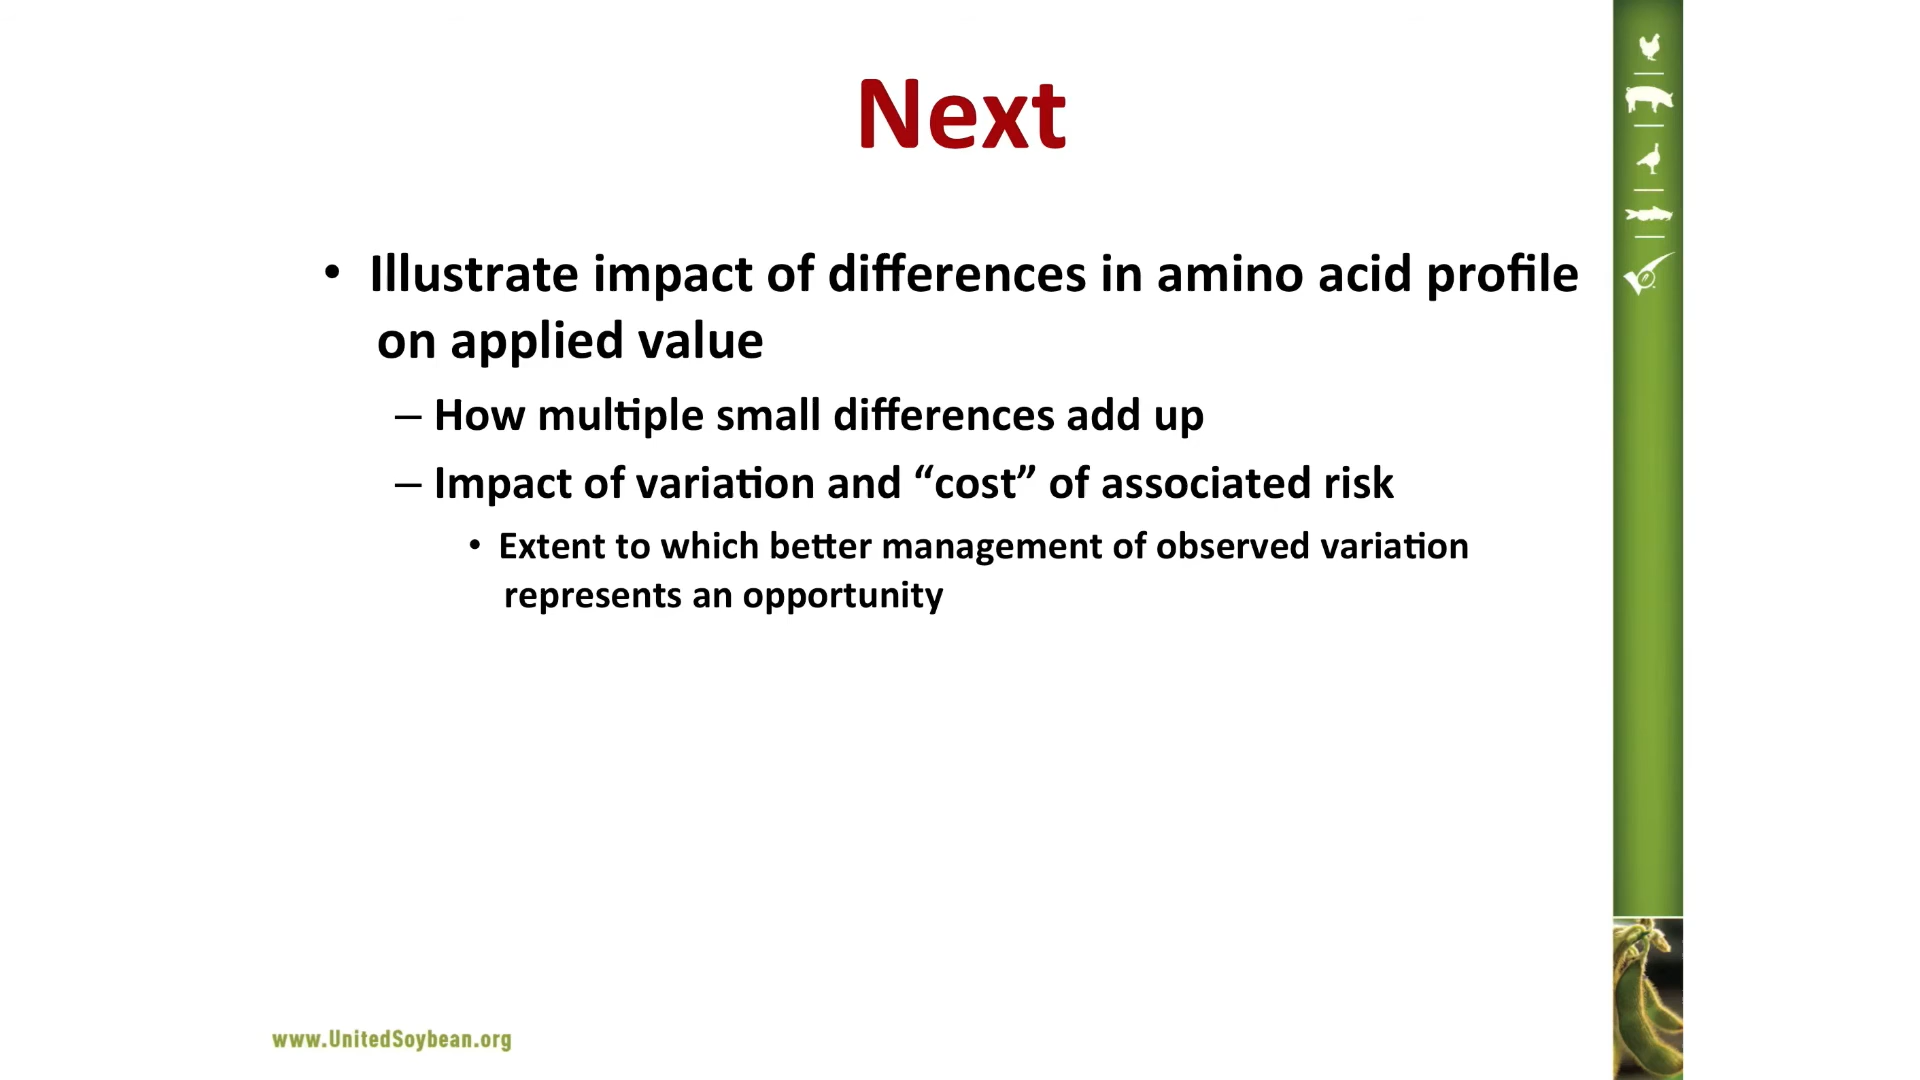 Next
• Illustrate impact of differences in amino acid profile
on applied value
– How multiple small differences add up
– Impact of variation and “cost” of associated risk
• Extent to which better management of observed variation
represents an opportunity
www.UnitedSoybean.org